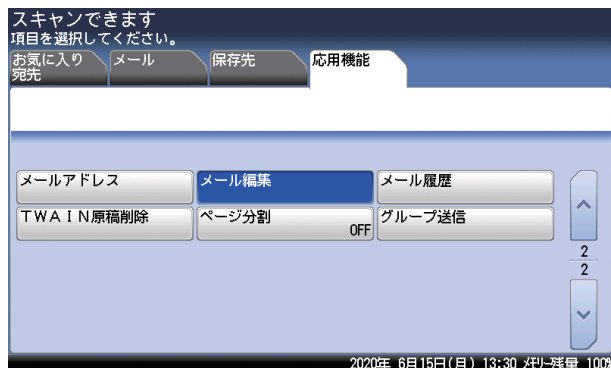 スキャンできます
項目を選択してください。
お気に入り
宛先
メール
保存先
応用機能
メールアドレス
メール編集
メール履歴
ＴＷＡＩＮ原稿削除
ページ分割
OFF
グループ送信
2
2
2020年 6月15日(月) 13:30 ﾒﾓﾘｰ残量 100%